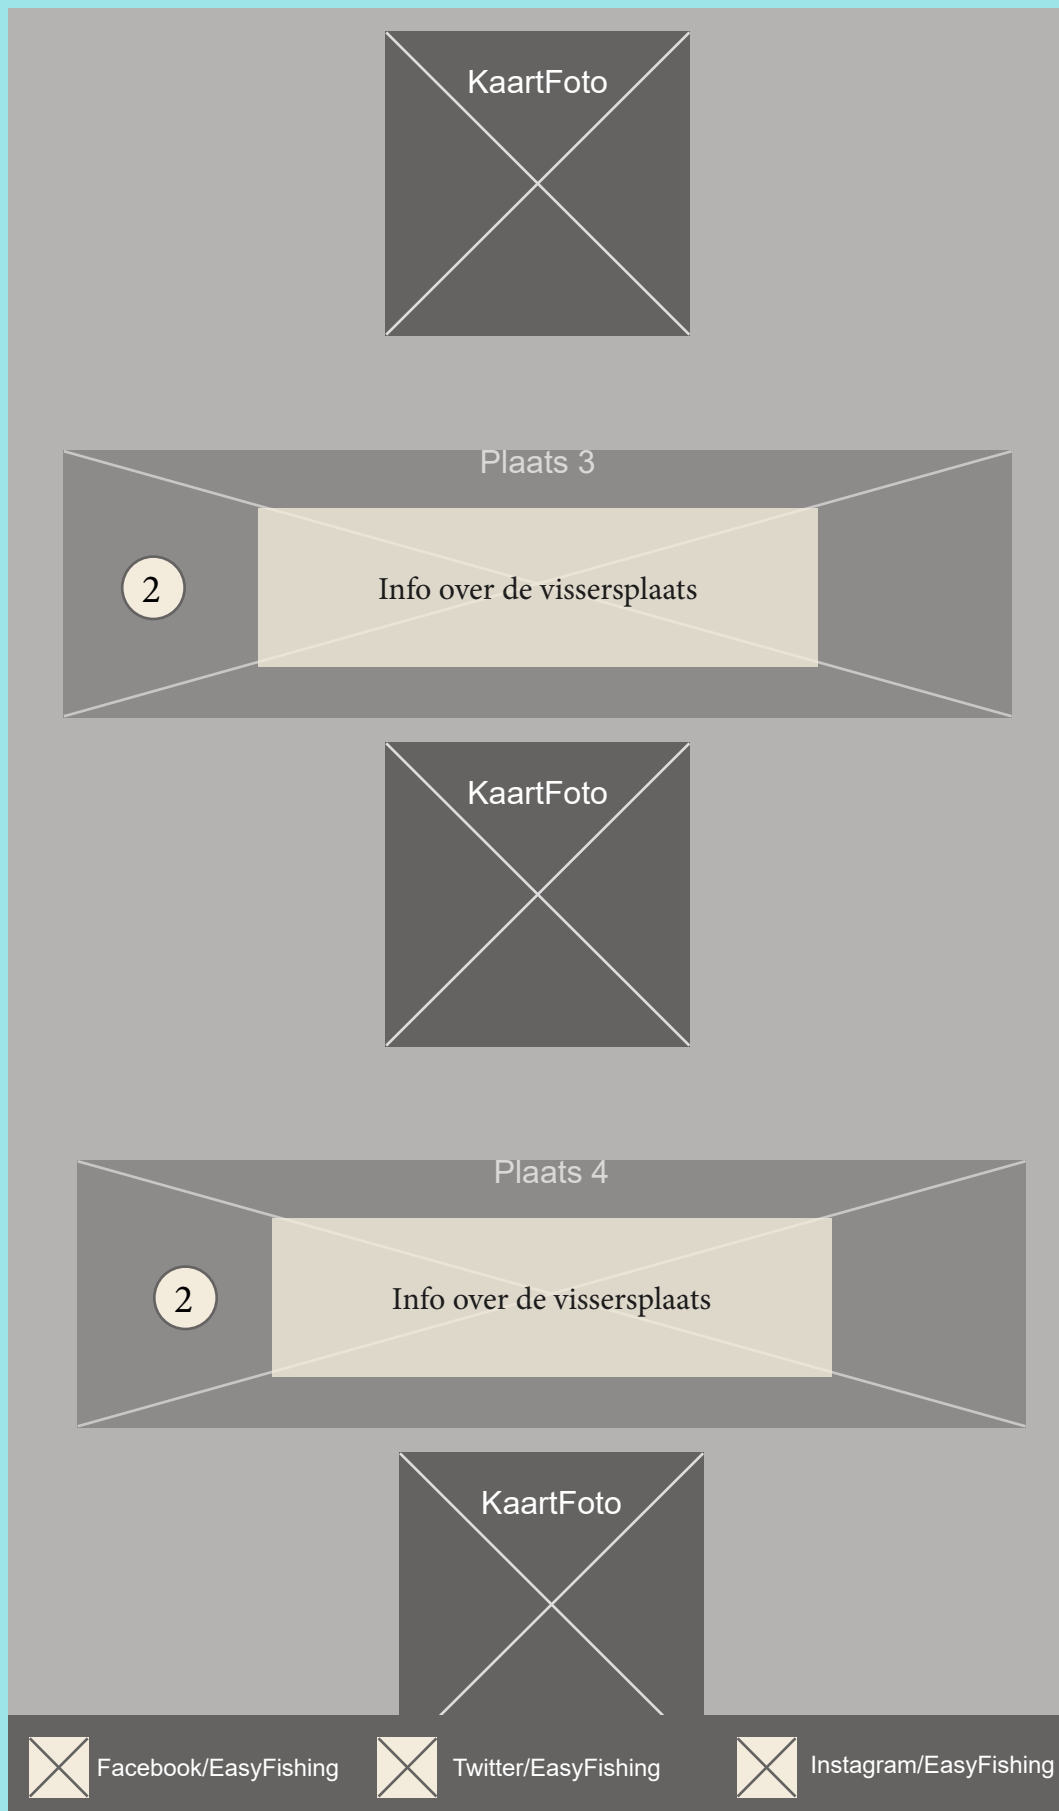 KaartFoto
Plaats 3
2
Info over de vissersplaats
KaartFoto
Plaats 4
2
Info over de vissersplaats
KaartFoto
Facebook/EasyFishing
Twitter/EasyFishing
Instagram/EasyFishing